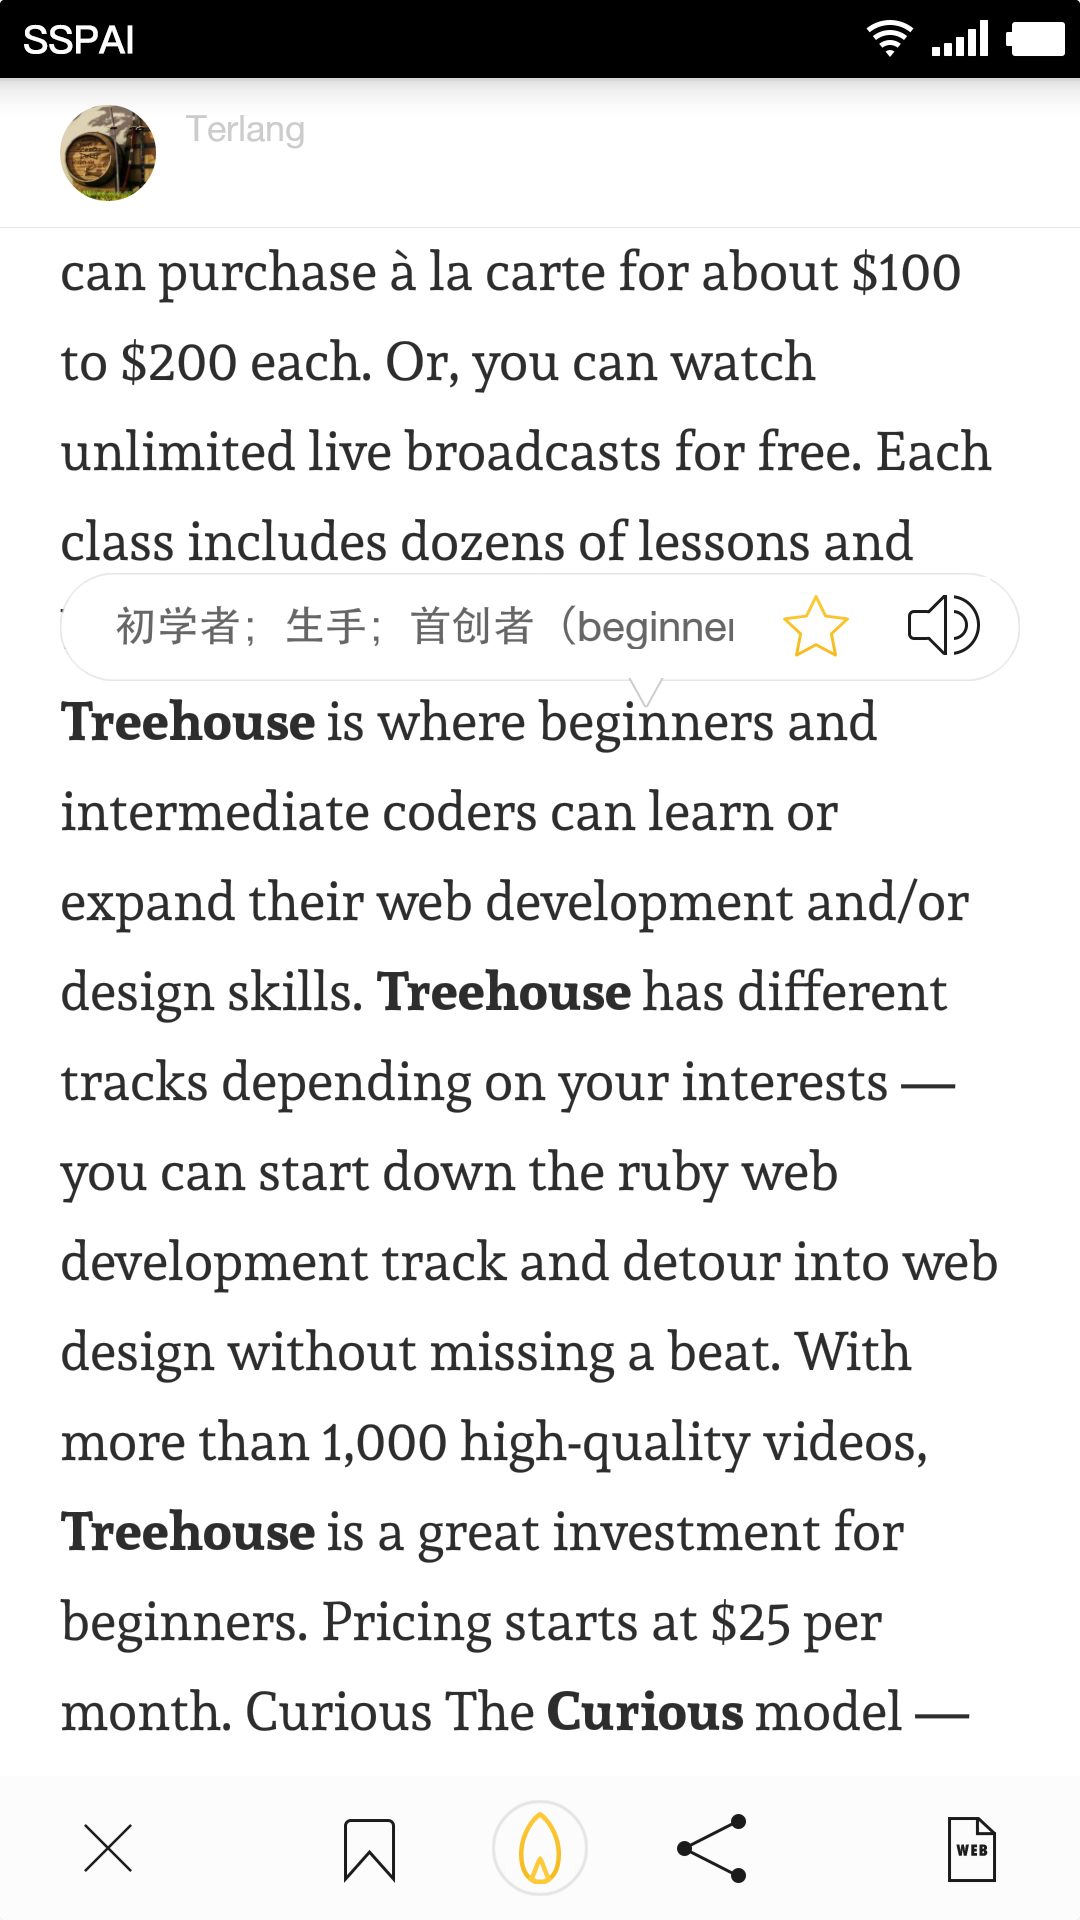 SSPAI
Terlang
can purchase à la carte for about $100
to $200 each. Or, you can watch
unlimited live broadcasts for free. Each
class includes dozens of lessons and
初学者；生手；首创者（beginner
Treehouse is where beginners and
intermediate coders can learn or
expand their web development and/or
design skills. Treehouse has different
tracks depending on your interests —
you can start down the ruby web
development track and detour into web
design without missing a beat. With
more than 1,000 high-quality videos,
Treehouse is a great investment for
beginners. Pricing starts at $25 per
month. Curious The Curious model —
WEB